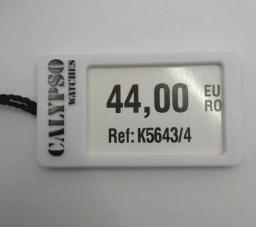 CALYPSO
WATCHES
44,00 EU
RO
Ref: K5643/4